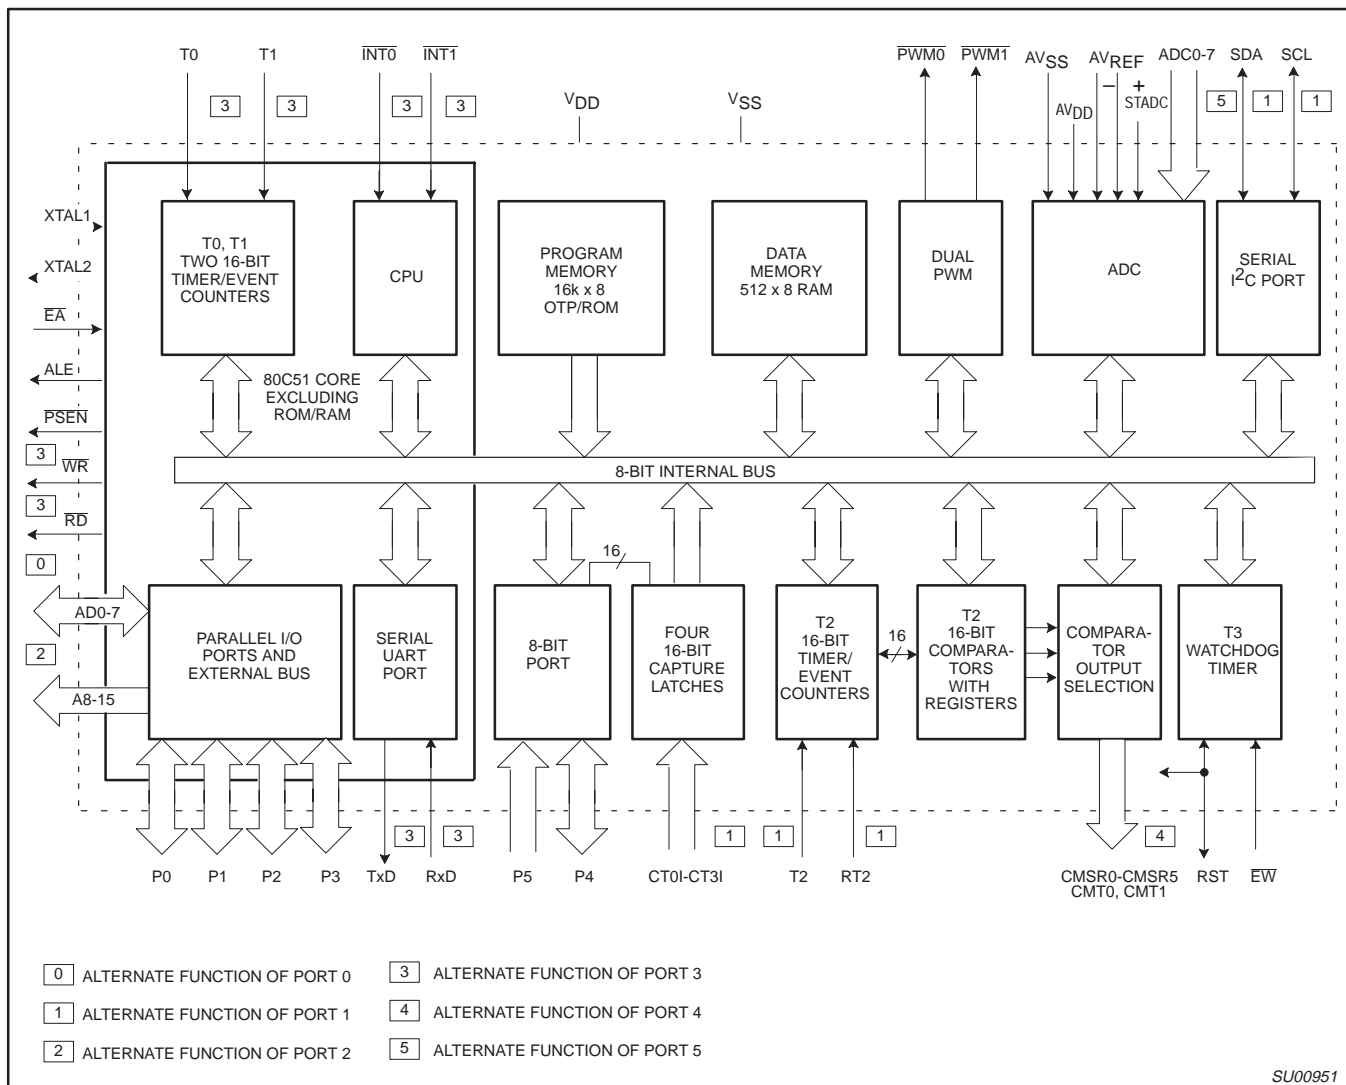 T0 T1 INT0 INT1 PWM0 PWM1 AVSS AVREF ADC0-7 SDA SCL
− +
STADC
3 3 3 3 VDD VSS AVDD 5 1 1
XTAL1
XTAL2
EA
ALE
PSEN
3 WR
3 RD
0
AD0-7
2
A8-15
T0, T1
TWO 16-BIT
TIMER/EVENT
COUNTERS
CPU
PROGRAM
MEMORY
16k x 8
OTP/ROM
DATA
MEMORY
512 x 8 RAM
DUAL
PWM
ADC
SERIAL
I2C PORT
80C51 CORE
EXCLUDING
ROM/RAM
8-BIT INTERNAL BUS
16
PARALLEL I/O
PORTS AND
EXTERNAL BUS
SERIAL
UART
PORT
8-BIT
PORT
FOUR
16-BIT
CAPTURE
LATCHES
T2
16-BIT
TIMER/
EVENT
COUNTERS
16
T2
16-BIT
COMPARA-
TORS
WITH
REGISTERS
COMPARA-
TOR
OUTPUT
SELECTION
T3
WATCHDOG
TIMER
3 3 1 1 1 4
P0 P1 P2 P3 TxD RxD P5 P4 CT0I-CT3I T2 RT2 CMSR0-CMSR5 RST EW
CMT0, CMT1
0 ALTERNATE FUNCTION OF PORT 0
1 ALTERNATE FUNCTION OF PORT 1
2 ALTERNATE FUNCTION OF PORT 2
3 ALTERNATE FUNCTION OF PORT 3
4 ALTERNATE FUNCTION OF PORT 4
5 ALTERNATE FUNCTION OF PORT 5
SU00951